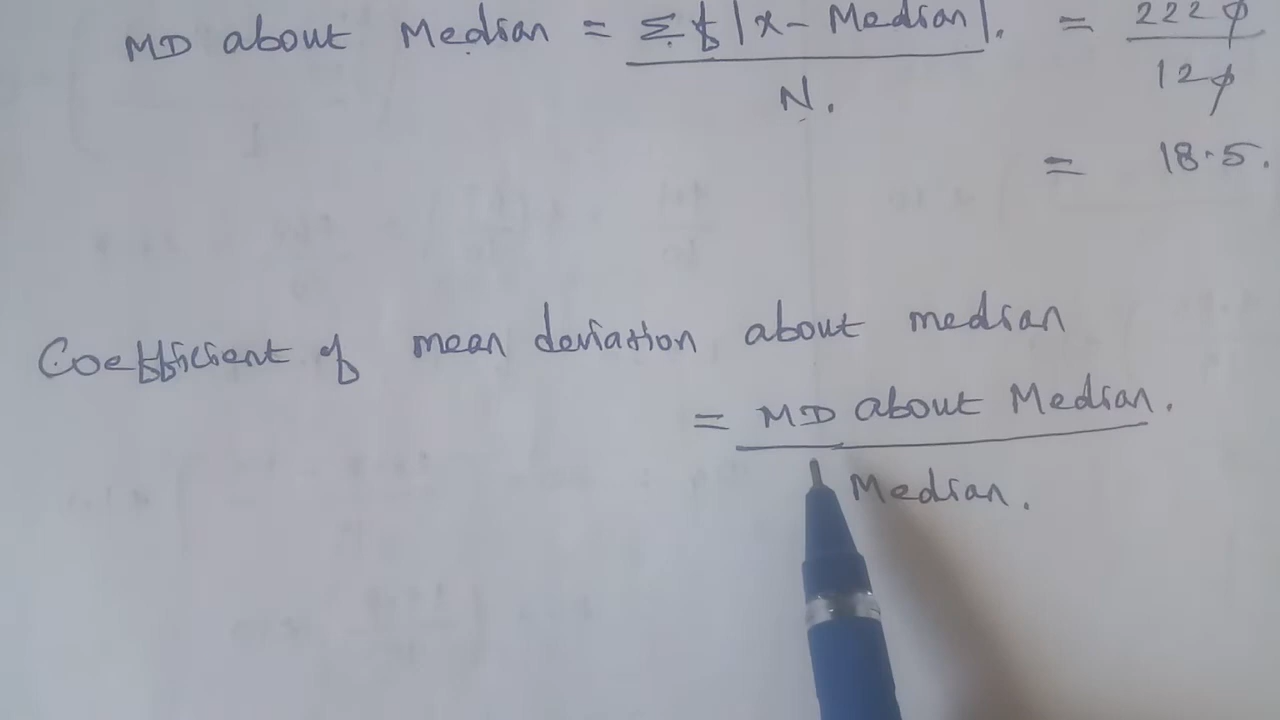 MD about Median = Σf|x - Median|. = 2220
N. 120
= 18.5.
Coefficient of mean deviation about median
= MD about Median.
Median.